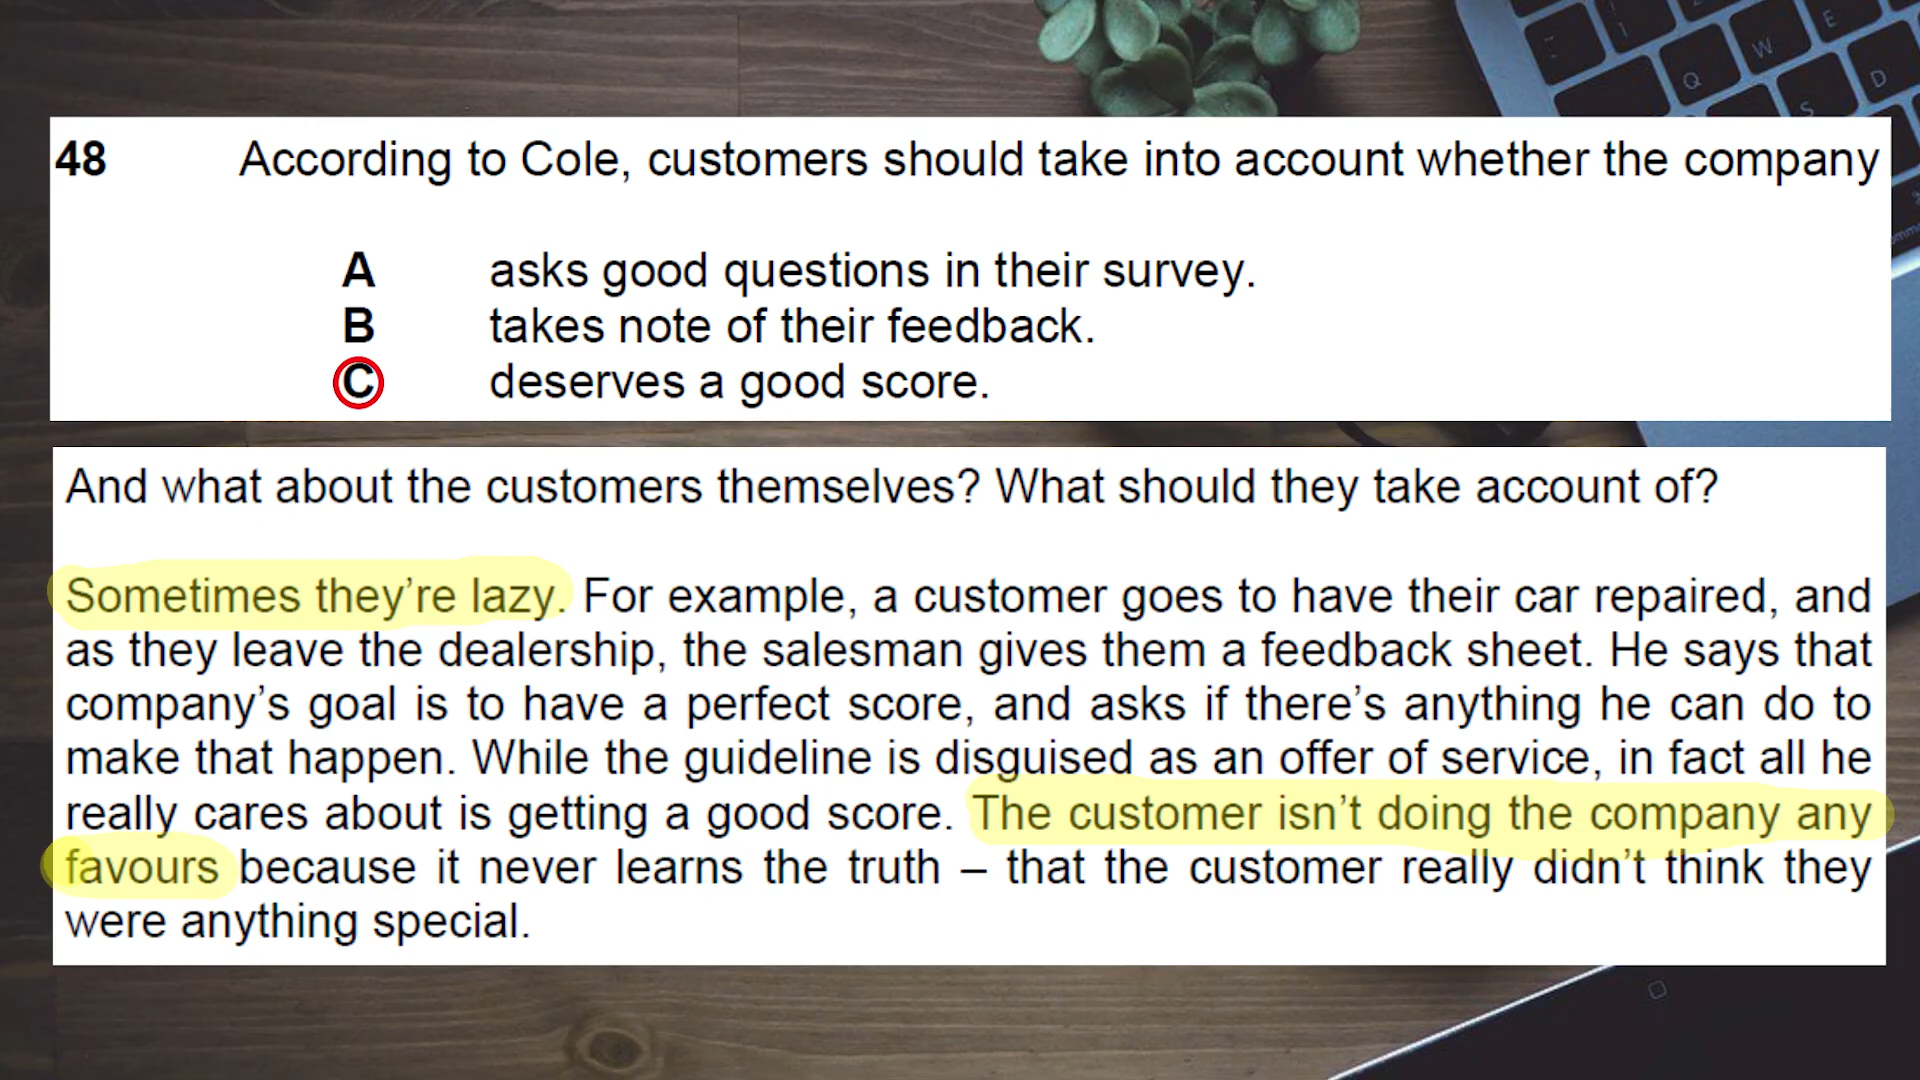 48 According to Cole, customers should take into account whether the company
A asks good questions in their survey.
B takes note of their feedback.
C deserves a good score.
And what about the customers themselves? What should they take account of?
Sometimes they're lazy. For example, a customer goes to have their car repaired, and
as they leave the dealership, the salesman gives them a feedback sheet. He says that
company's goal is to have a perfect score, and asks if there's anything he can do to
make that happen. While the guideline is disguised as an offer of service, in fact all he
really cares about is getting a good score. The customer isn't doing the company any
favours because it never learns the truth – that the customer really didn't think they
were anything special.
W
E
Q
S
D